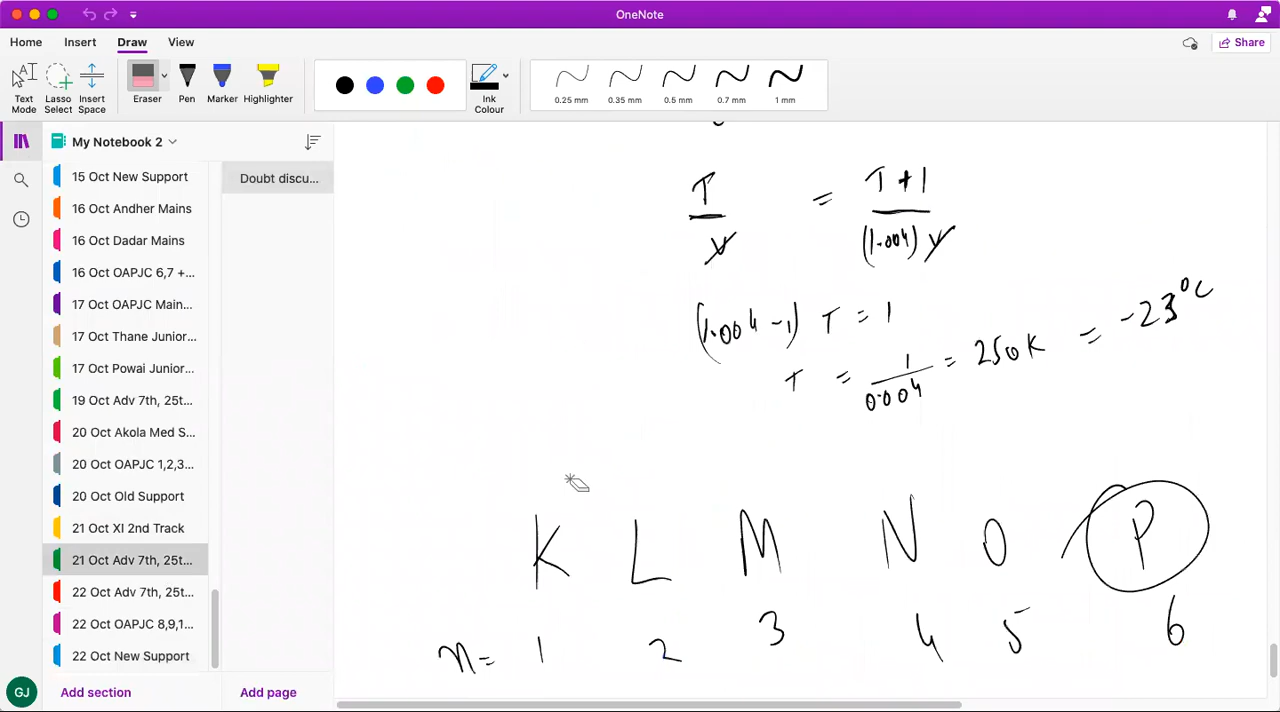 OneNote
Home Insert Draw View
Share
Text Mode
Lasso Select
Insert Space
Eraser
Pen
Marker
Highlighter
Ink Colour
0.25 mm 0.35 mm 0.5 mm 0.7 mm 1 mm
My Notebook 2
15 Oct New Support
16 Oct Andher Mains
16 Oct Dadar Mains
16 Oct OAPJC 6,7 +...
17 Oct OAPJC Main...
17 Oct Thane Junior...
17 Oct Powai Junior...
19 Oct Adv 7th, 25t...
20 Oct Akola Med S...
20 Oct OAPJC 1,2,3...
20 Oct Old Support
21 Oct XI 2nd Track
21 Oct Adv 7th, 25t...
22 Oct Adv 7th, 25t...
22 Oct OAPJC 8,9,1...
22 Oct New Support
GJ
Add section
Doubt discu...
Add page
T/V = T+1/(1.004)V
(1.004-1) T = 1
T = 1/0.004 = 250K = -23°C
K L M N O P
n= 1 2 3 4 5 6